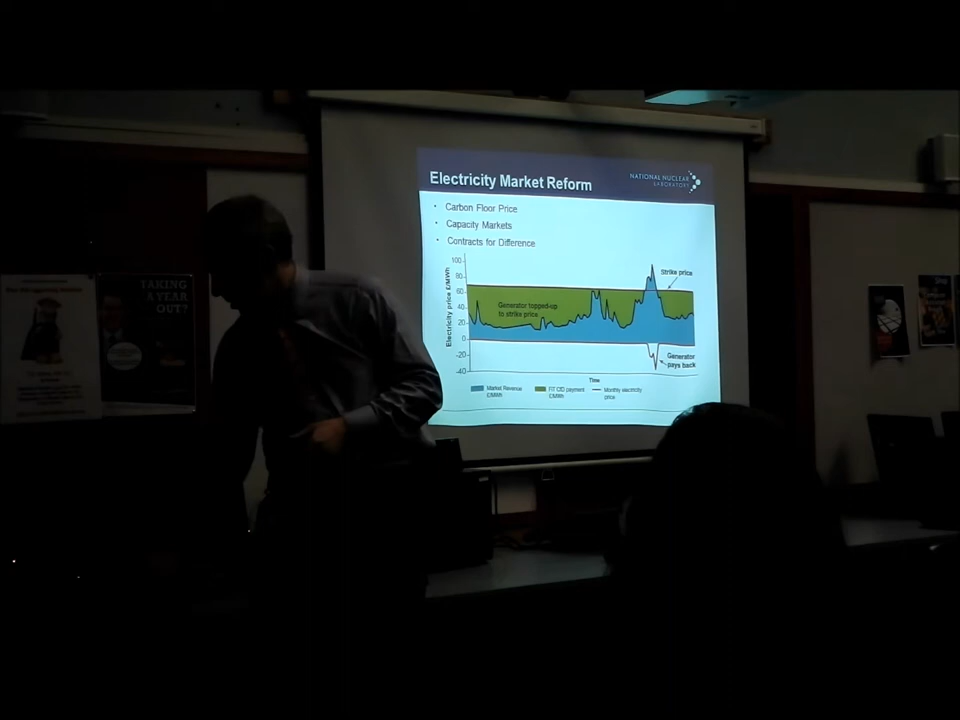 Electricity Market Reform
NATIONAL NUCLEAR
LABORATORY
• Carbon Floor Price
• Capacity Markets
• Contracts for Difference
Electricity price £/MWh
100
80
60
40
20
0
-20
-40
Strike price
Generator topped-up
to strike price
Generator
pays back
Time
Market Revenue
£/MWh
FiT CfD payment
£/MWh
Monthly electricity
price
TAKING
A YEAR
OUT?